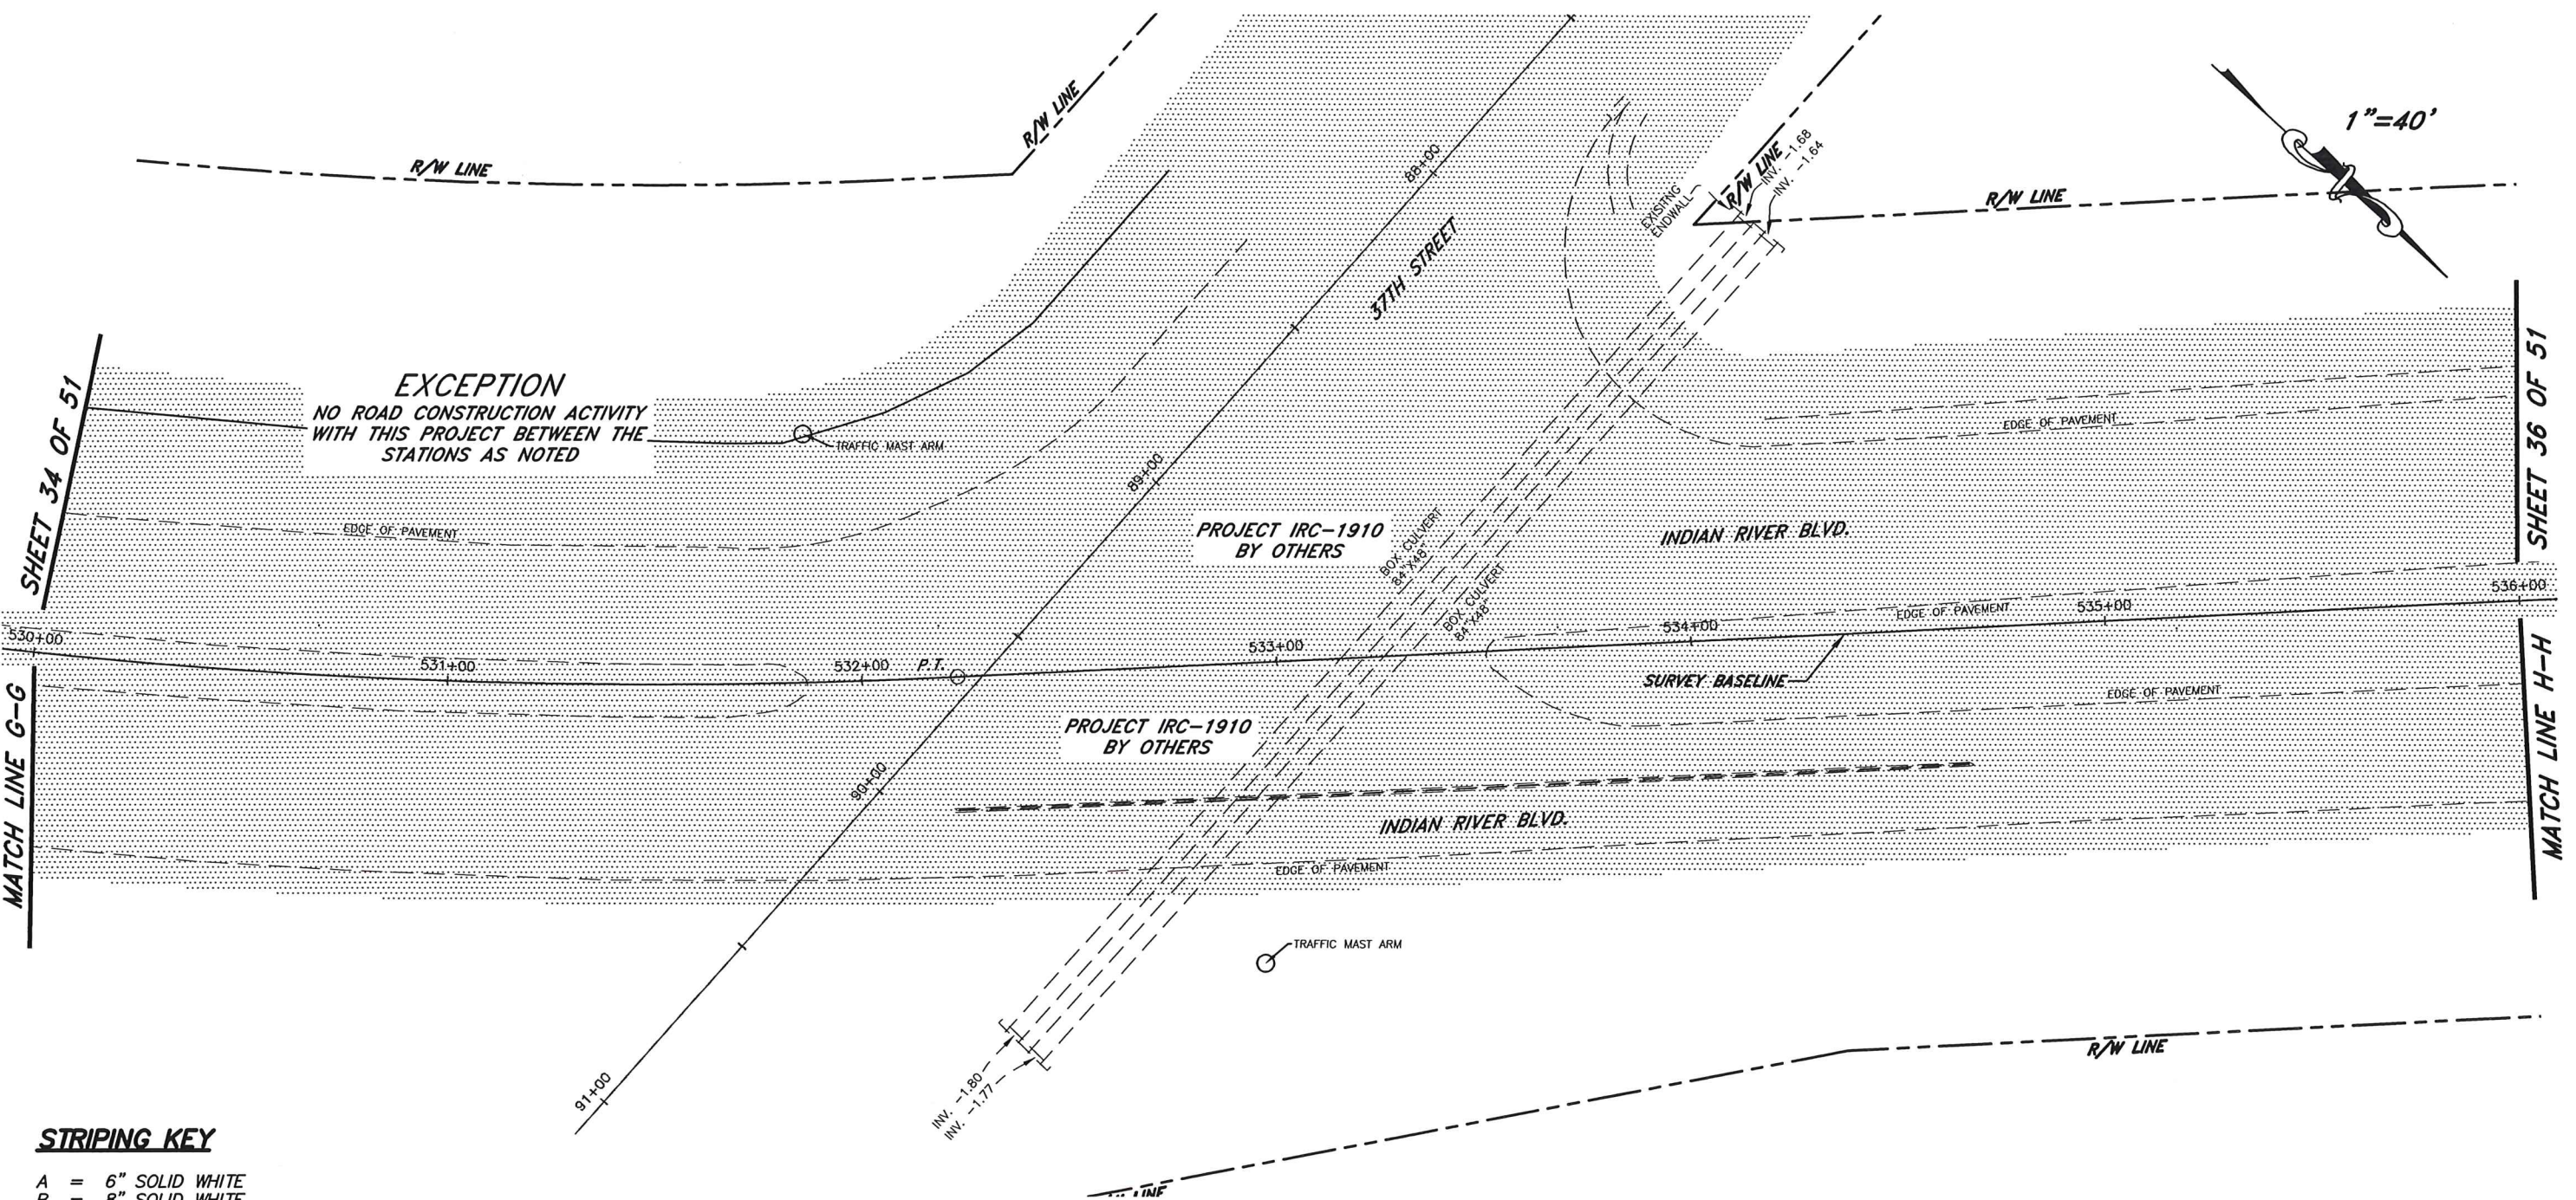 1"=40'
R/W LINE
R/W LINE
R/W LINE
R/W LINE
INV. -1.68
INV. -1.64
EXISITNG
ENDWALL
88+00
37TH STREET
SHEET 34 OF 51
SHEET 36 OF 51
EXCEPTION
NO ROAD CONSTRUCTION ACTIVITY
WITH THIS PROJECT BETWEEN THE
STATIONS AS NOTED
TRAFFIC MAST ARM
EDGE OF PAVEMENT
89+00
EDGE OF PAVEMENT
PROJECT IRC-1910
BY OTHERS
BOX CULVERT
84"X48"
BOX CULVERT
84"X48"
INDIAN RIVER BLVD.
530+00
531+00
532+00
P.T.
533+00
534+00
EDGE OF PAVEMENT
535+00
536+00
SURVEY BASELINE
EDGE OF PAVEMENT
MATCH LINE G-G
MATCH LINE H-H
PROJECT IRC-1910
BY OTHERS
90+00
INDIAN RIVER BLVD.
EDGE OF PAVEMENT
TRAFFIC MAST ARM
91+00
INV. -1.80
INV. -1.77
R/W LINE
STRIPING KEY
A = 6" SOLID WHITE
B = 8" SOLID WHITE
LINE